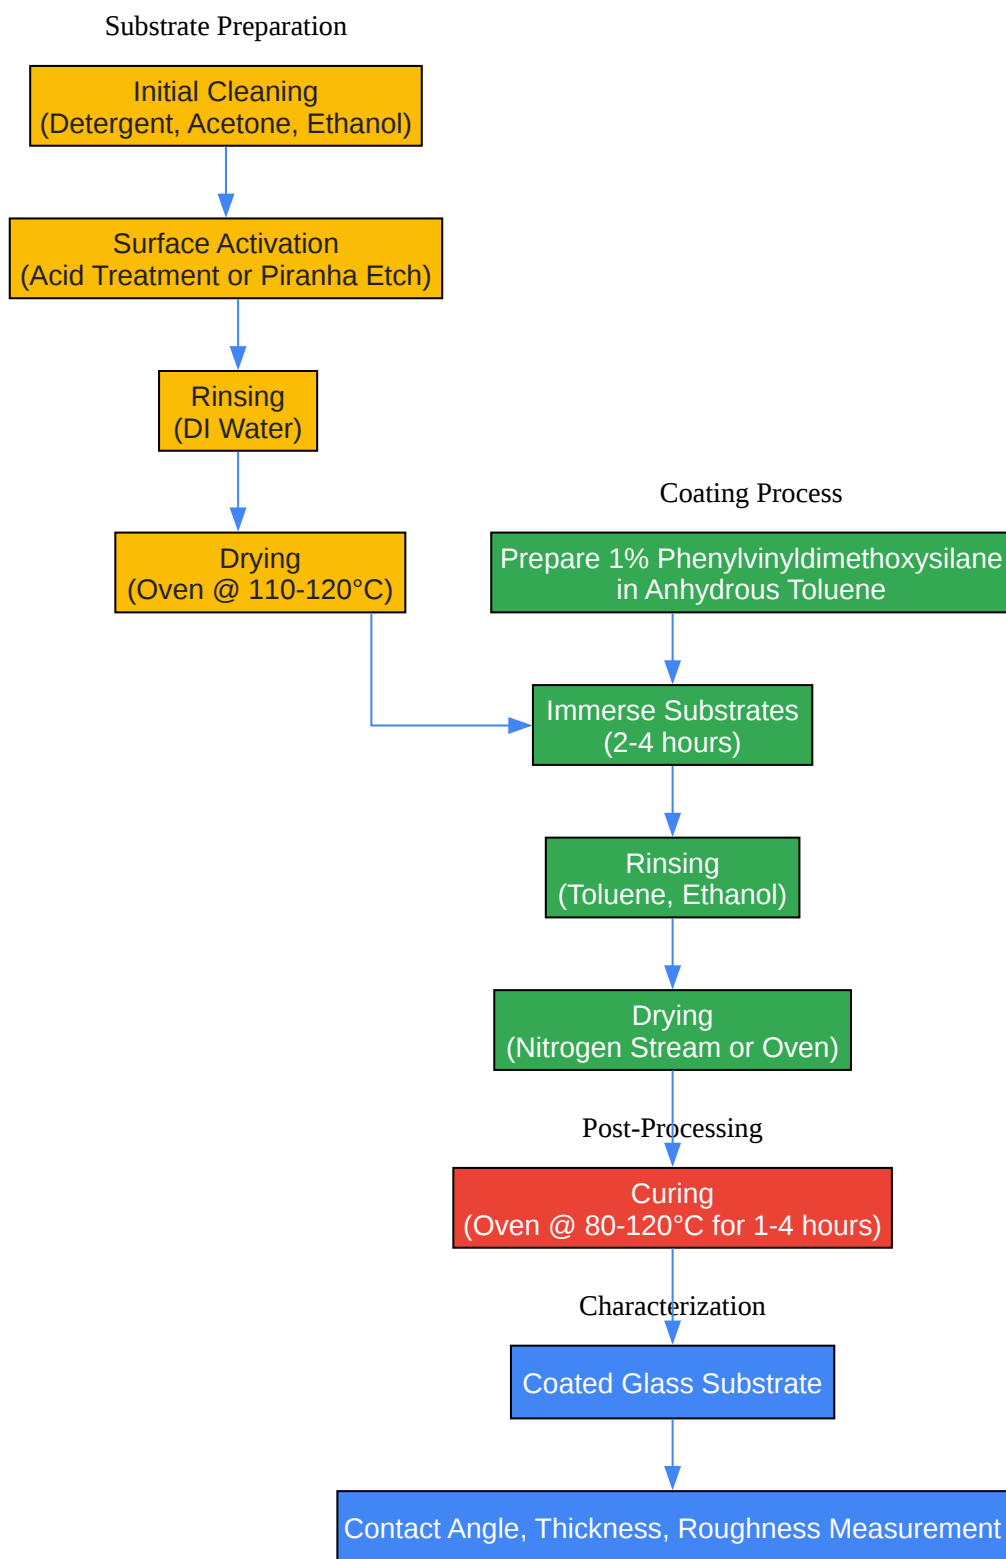 Substrate Preparation
Initial Cleaning
(Detergent, Acetone, Ethanol)
Surface Activation
(Acid Treatment or Piranha Etch)
Rinsing
(DI Water)
Drying
(Oven @ 110-120°C)
Coating Process
Prepare 1% Phenylvinyldimethoxysilane
in Anhydrous Toluene
Immerse Substrates
(2-4 hours)
Rinsing
(Toluene, Ethanol)
Drying
(Nitrogen Stream or Oven)
Post-Processing
Curing
(Oven @ 80-120°C for 1-4 hours)
Characterization
Coated Glass Substrate
Contact Angle, Thickness, Roughness Measurement